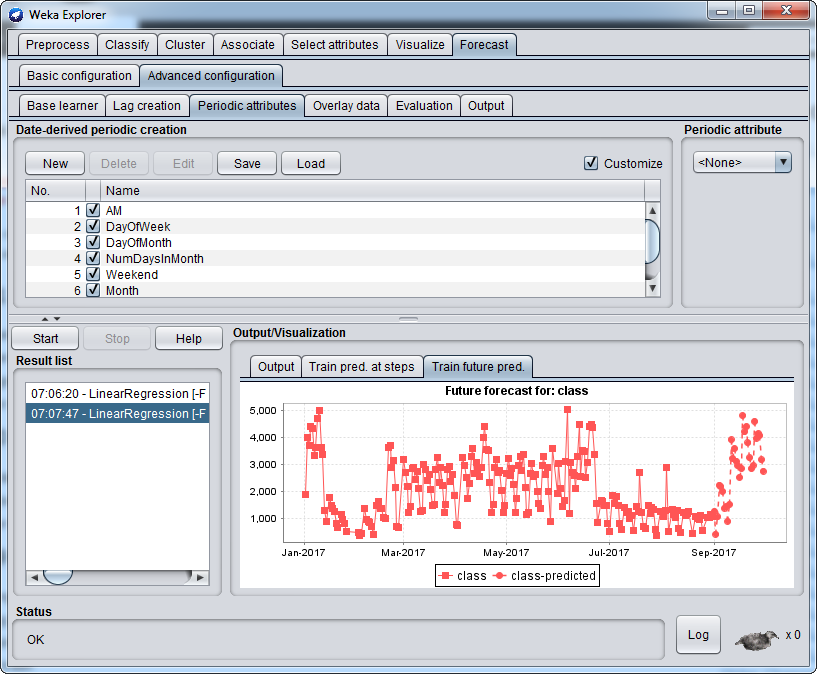 Weka Explorer
Preprocess Classify Cluster Associate Select attributes Visualize Forecast
Basic configuration Advanced configuration
Base learner Lag creation Periodic attributes Overlay data Evaluation Output
Date-derived periodic creation
New Delete Edit Save Load Customize
No. Name
1 AM
2 DayOfWeek
3 DayOfMonth
4 NumDaysInMonth
5 Weekend
6 Month
Periodic attribute
<None>
Start Stop Help
Result list
07:06:20 - LinearRegression [-F
07:07:47 - LinearRegression [-F
Output/Visualization
Output Train pred. at steps Train future pred.
Future forecast for: class
5,000
4,000
3,000
2,000
1,000
Jan-2017 Mar-2017 May-2017 Jul-2017 Sep-2017
class class-predicted
Status
OK
Log x 0